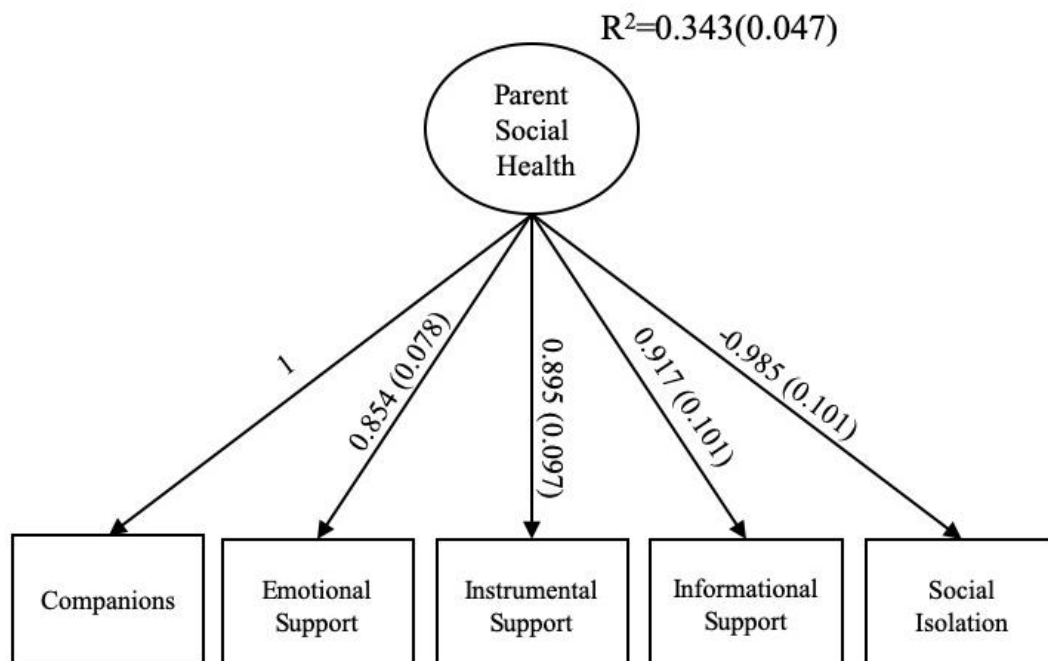 R²=0.343(0.047)
Parent
Social
Health
1
0.854 (0.078)
0.895 (0.097)
0.917 (0.101)
-0.985 (0.101)
Companions
Emotional
Support
Instrumental
Support
Informational
Support
Social
Isolation